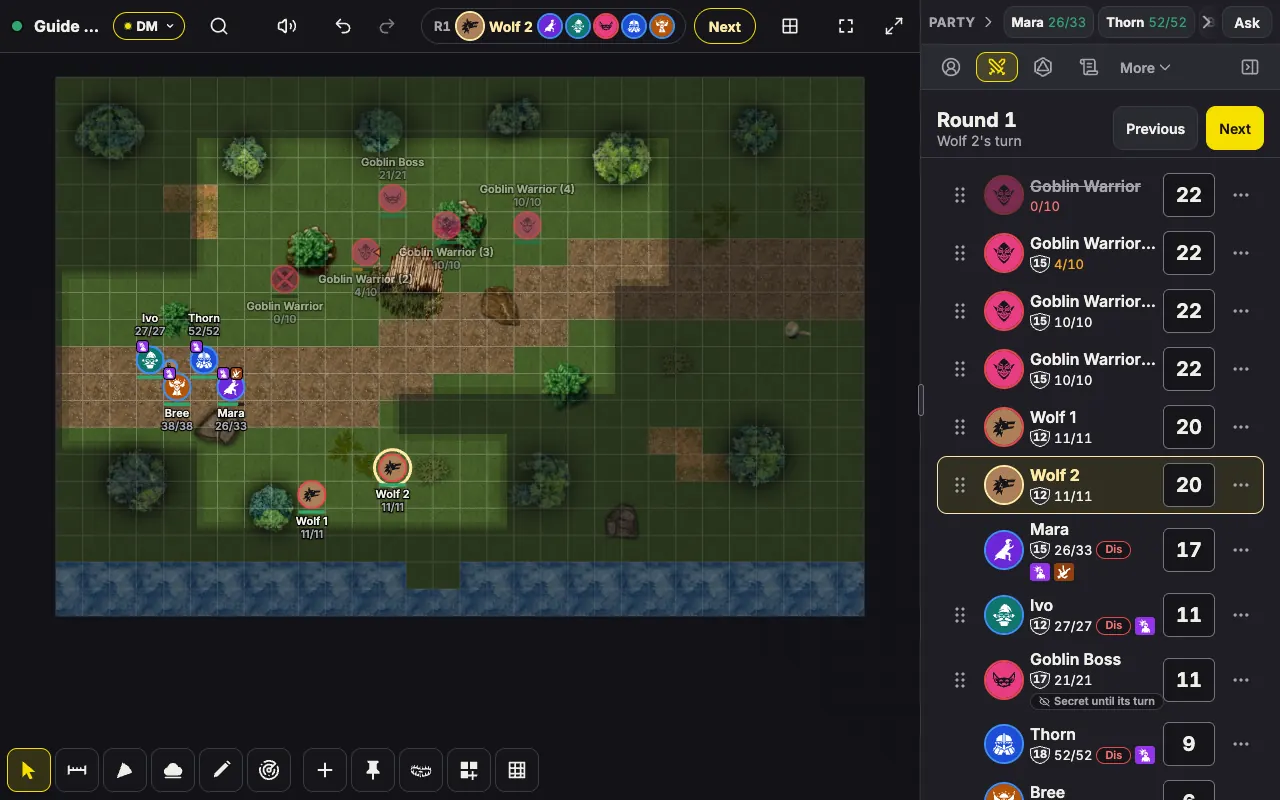 Guide ...
DM
R1
Wolf 2
Next
PARTY
Mara 26/33
Thorn 52/52
Ask
More
Round 1
Wolf 2's turn
Previous
Next
Goblin Warrior
0/10
22
Goblin Warrior...
15 4/10
22
Goblin Warrior...
15 10/10
22
Goblin Warrior...
15 10/10
22
Wolf 1
12 11/11
20
Wolf 2
12 11/11
20
Mara
15 26/33 Dis
17
Ivo
12 27/27 Dis
11
Goblin Boss
17 21/21
Secret until its turn
11
Thorn
18 52/52 Dis
9
Bree
Goblin Boss
21/21
Goblin Warrior (4)
10/10
Goblin Warrior (3)
10/10
Goblin Warrior (2)
4/10
Goblin Warrior
0/10
Ivo
27/27
Thorn
52/52
Bree
38/38
Mara
26/33
Wolf 2
11/11
Wolf 1
11/11